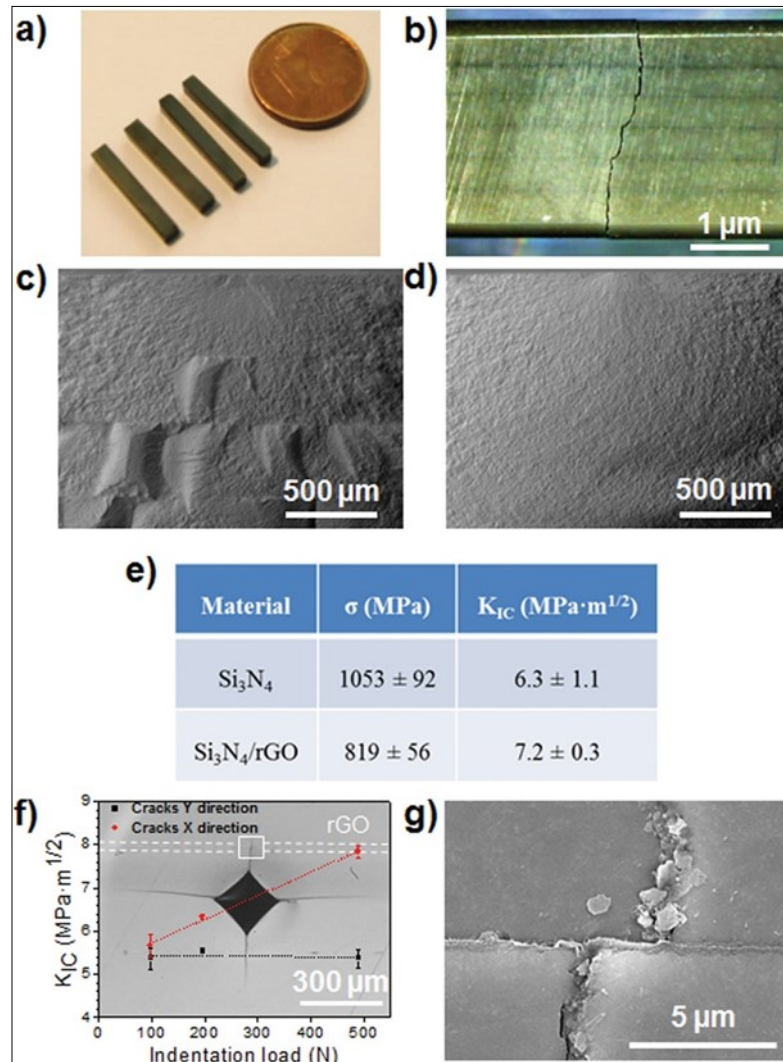 a)
b)
1 µm
c)
d)
500 µm
500 µm
e)
Material σ (MPa) K_IC (MPa·m^1/2)
Si₃N₄ 1053 ± 92 6.3 ± 1.1
Si₃N₄/rGO 819 ± 56 7.2 ± 0.3
f)
g)
9
8
7
6
5
4
K_IC (MPa·m^1/2)
Cracks Y direction
Cracks X direction
rGO
300 µm
0 100 200 300 400 500
Indentation load (N)
5 µm